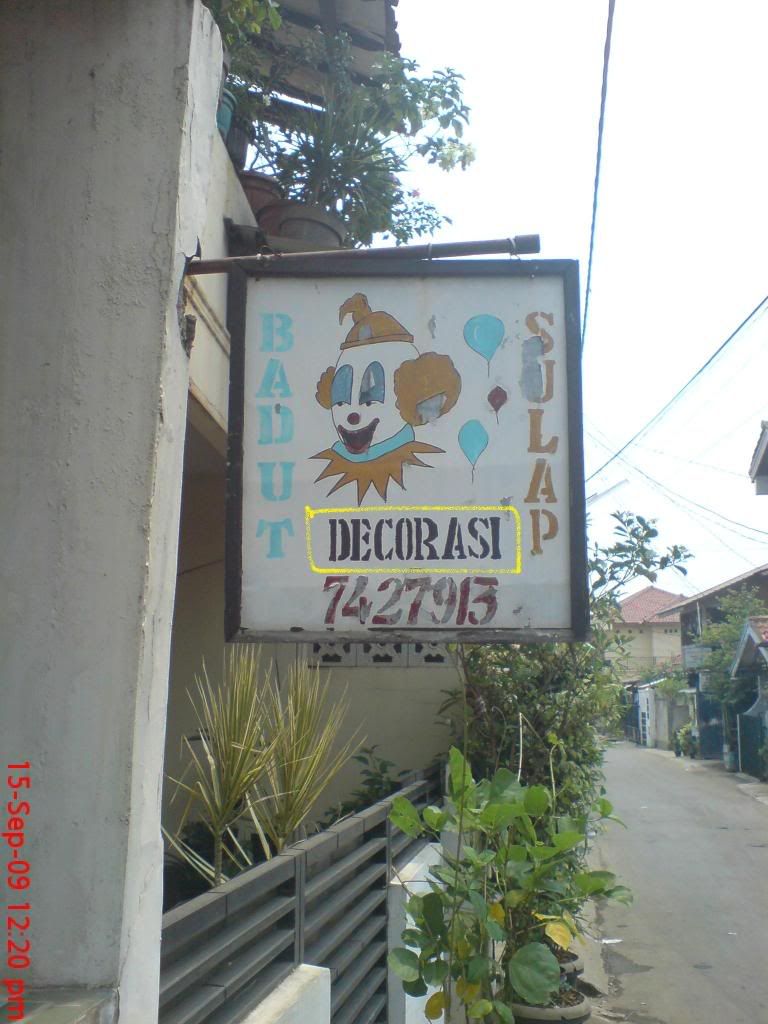 BADUT
SULAP
DECORASI
7427913
15-Sep-09 12:20 pm